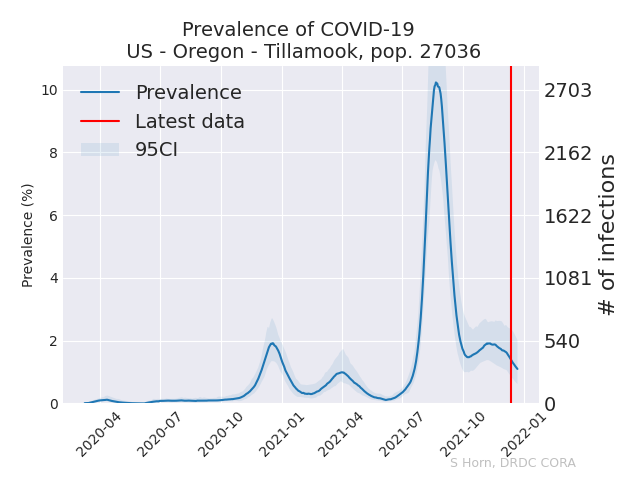 Prevalence of COVID-19
US - Oregon - Tillamook, pop. 27036
Prevalence
Latest data
95CI
Prevalence (%)
10
8
6
4
2
0
2703
2162
1622
1081
540
0
# of infections
2020-04
2020-07
2020-10
2021-01
2021-04
2021-07
2021-10
2022-01
S Horn, DRDC CORA